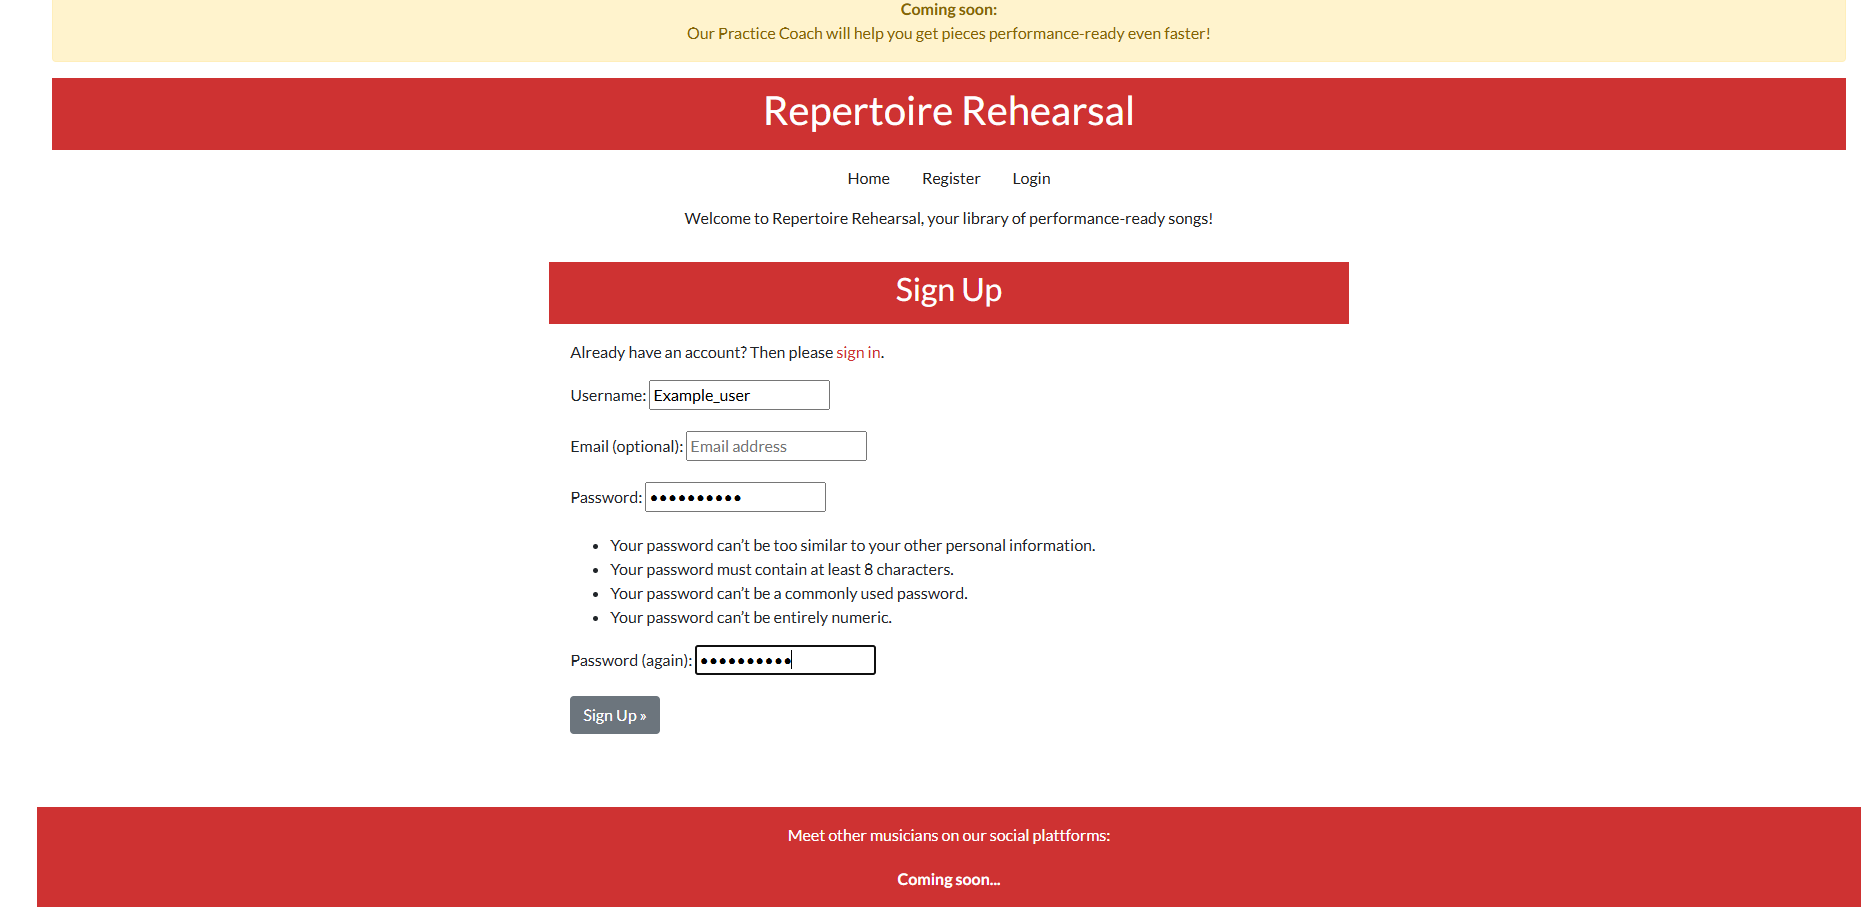 Coming soon:
Our Practice Coach will help you get pieces performance-ready even faster!
Repertoire Rehearsal
Home Register Login
Welcome to Repertoire Rehearsal, your library of performance-ready songs!
Sign Up
Already have an account? Then please sign in.
Username: Example_user
Email (optional): Email address
Password: ••••••••••
• Your password can’t be too similar to your other personal information.
• Your password must contain at least 8 characters.
• Your password can’t be a commonly used password.
• Your password can’t be entirely numeric.
Password (again): ••••••••••
Sign Up »
Meet other musicians on our social plattforms:
Coming soon...